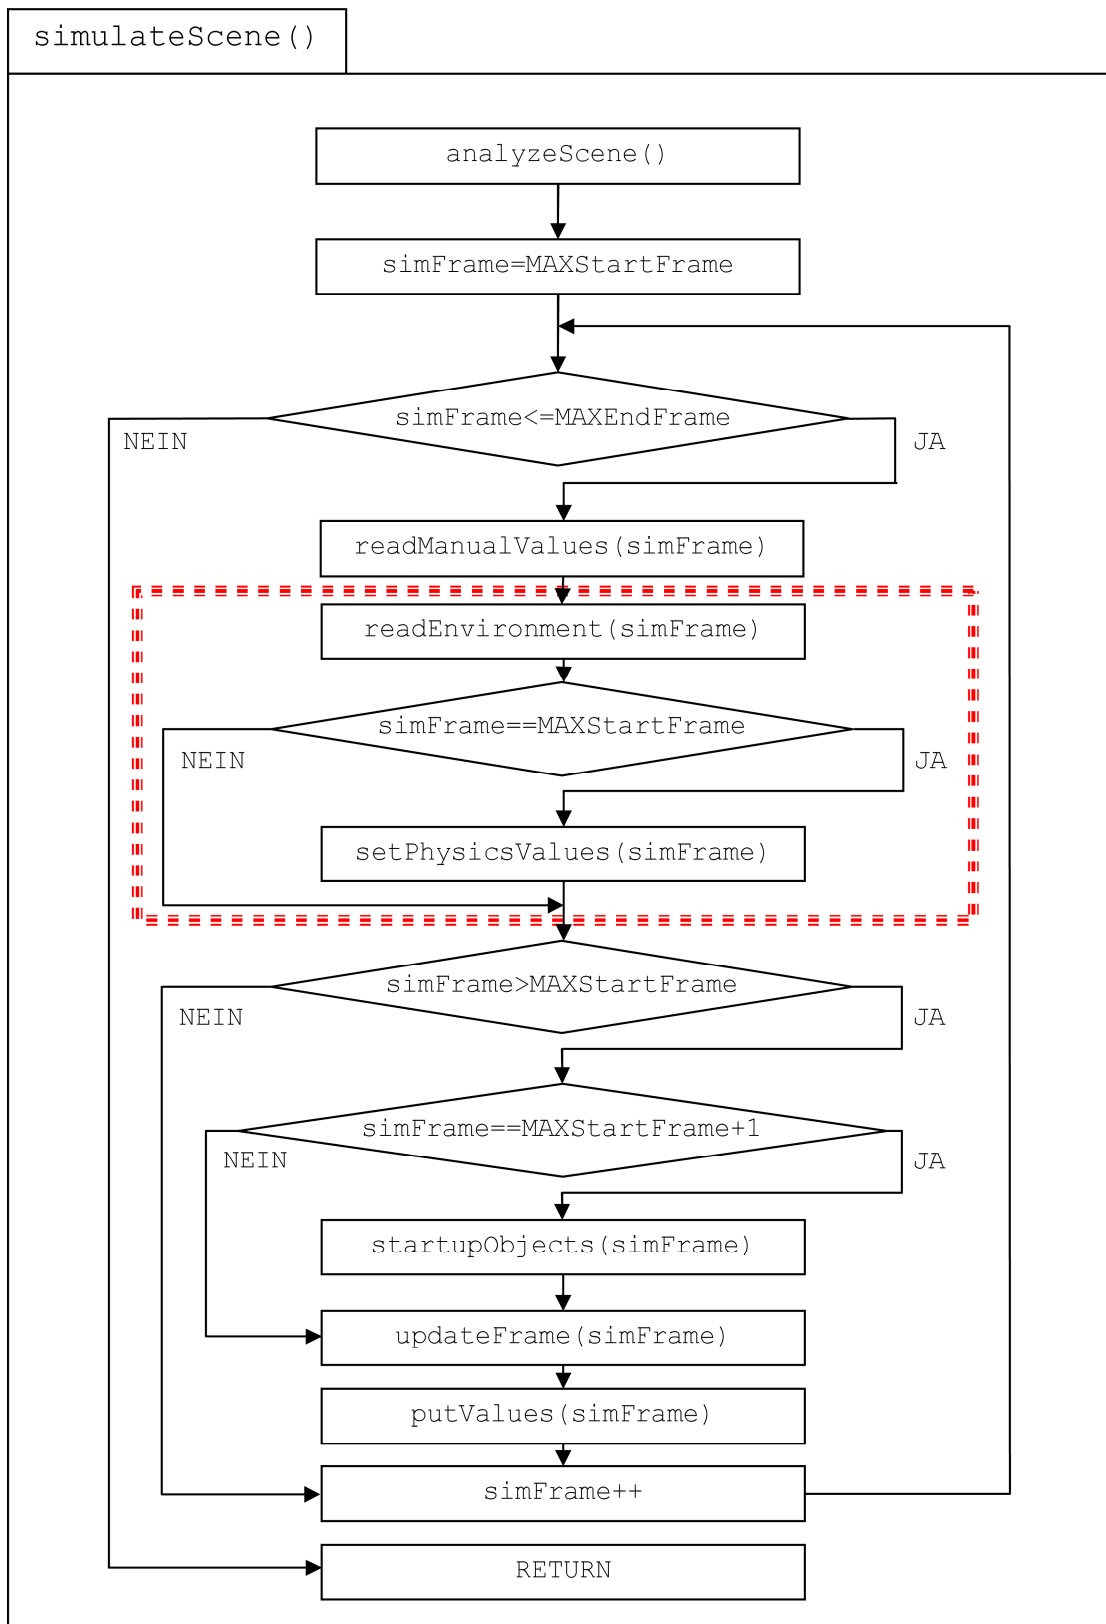 simulateScene()
analyzeScene()
simFrame=MAXStartFrame
simFrame<=MAXEndFrame
NEIN
JA
readManualValues(simFrame)
readEnvironment(simFrame)
simFrame==MAXStartFrame
NEIN
JA
setPhysicsValues(simFrame)
simFrame>MAXStartFrame
NEIN
JA
simFrame==MAXStartFrame+1
NEIN
JA
startupObjects(simFrame)
updateFrame(simFrame)
putValues(simFrame)
simFrame++
RETURN